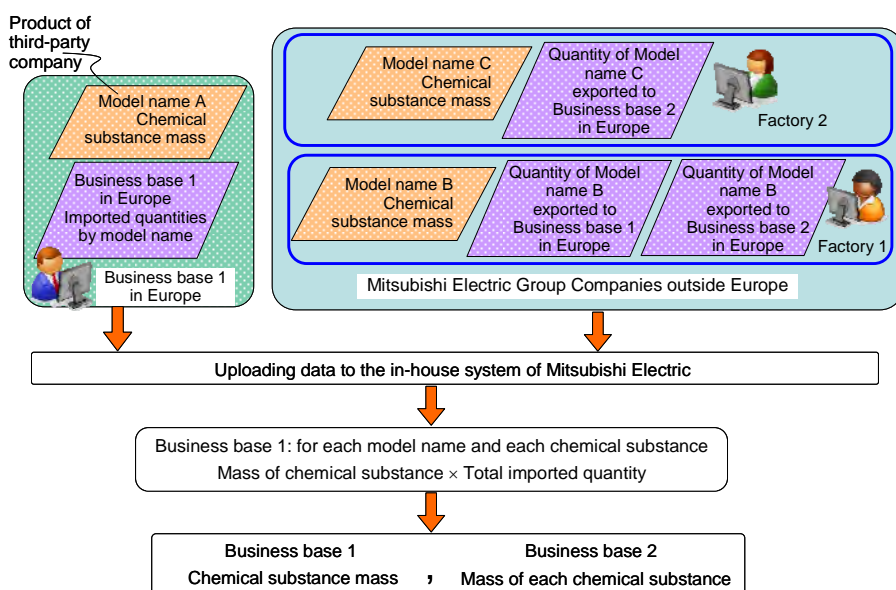 Product of
third-party
company
Model name A
Chemical
substance mass
Business base 1
in Europe
Imported quantities
by model name
Business base 1
in Europe
Model name C
Chemical
substance mass
Quantity of Model
name C
exported to
Business base 2
in Europe
Factory 2
Model name B
Chemical
substance mass
Quantity of Model
name B
exported to
Business base 1
in Europe
Quantity of Model
name B
exported to
Business base 2
in Europe
Factory 1
Mitsubishi Electric Group Companies outside Europe
Uploading data to the in-house system of Mitsubishi Electric
Business base 1: for each model name and each chemical substance
Mass of chemical substance × Total imported quantity
Business base 1
Chemical substance mass
,
Business base 2
Mass of each chemical substance